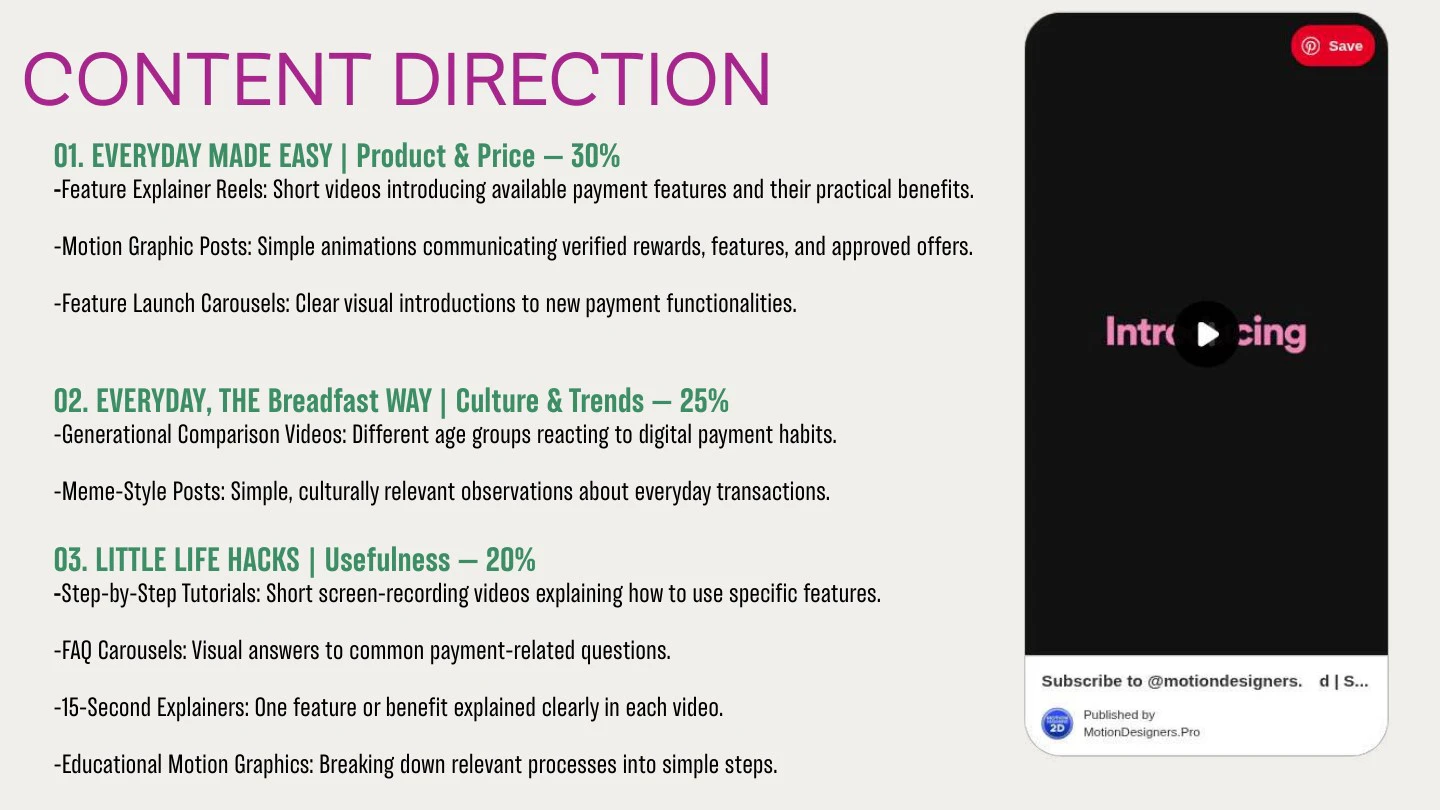 CONTENT DIRECTION
01. EVERYDAY MADE EASY | Product & Price — 30%
-Feature Explainer Reels: Short videos introducing available payment features and their practical benefits.
-Motion Graphic Posts: Simple animations communicating verified rewards, features, and approved offers.
-Feature Launch Carousels: Clear visual introductions to new payment functionalities.
02. EVERYDAY, THE Breadfast WAY | Culture & Trends — 25%
-Generational Comparison Videos: Different age groups reacting to digital payment habits.
-Meme-Style Posts: Simple, culturally relevant observations about everyday transactions.
03. LITTLE LIFE HACKS | Usefulness — 20%
-Step-by-Step Tutorials: Short screen-recording videos explaining how to use specific features.
-FAQ Carousels: Visual answers to common payment-related questions.
-15-Second Explainers: One feature or benefit explained clearly in each video.
-Educational Motion Graphics: Breaking down relevant processes into simple steps.
Save
Subscribe to @motiondesigners. d | S...
MOTION DESIGNERS 2D
Published by
MotionDesigners.Pro